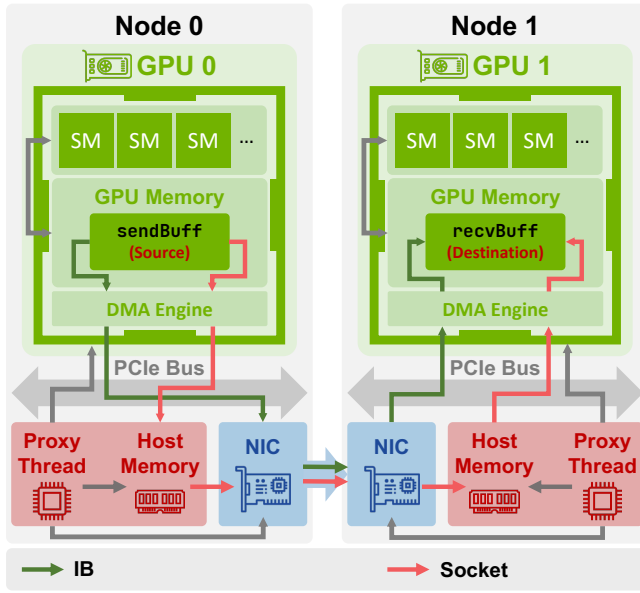 Node 0
GPU 0
SM SM SM ...
GPU Memory
sendBuff
(Source)
DMA Engine
PCIe Bus
Proxy
Thread
Host
Memory
NIC
Node 1
GPU 1
SM SM SM ...
GPU Memory
recvBuff
(Destination)
DMA Engine
PCIe Bus
NIC
Host
Memory
Proxy
Thread
IB
Socket